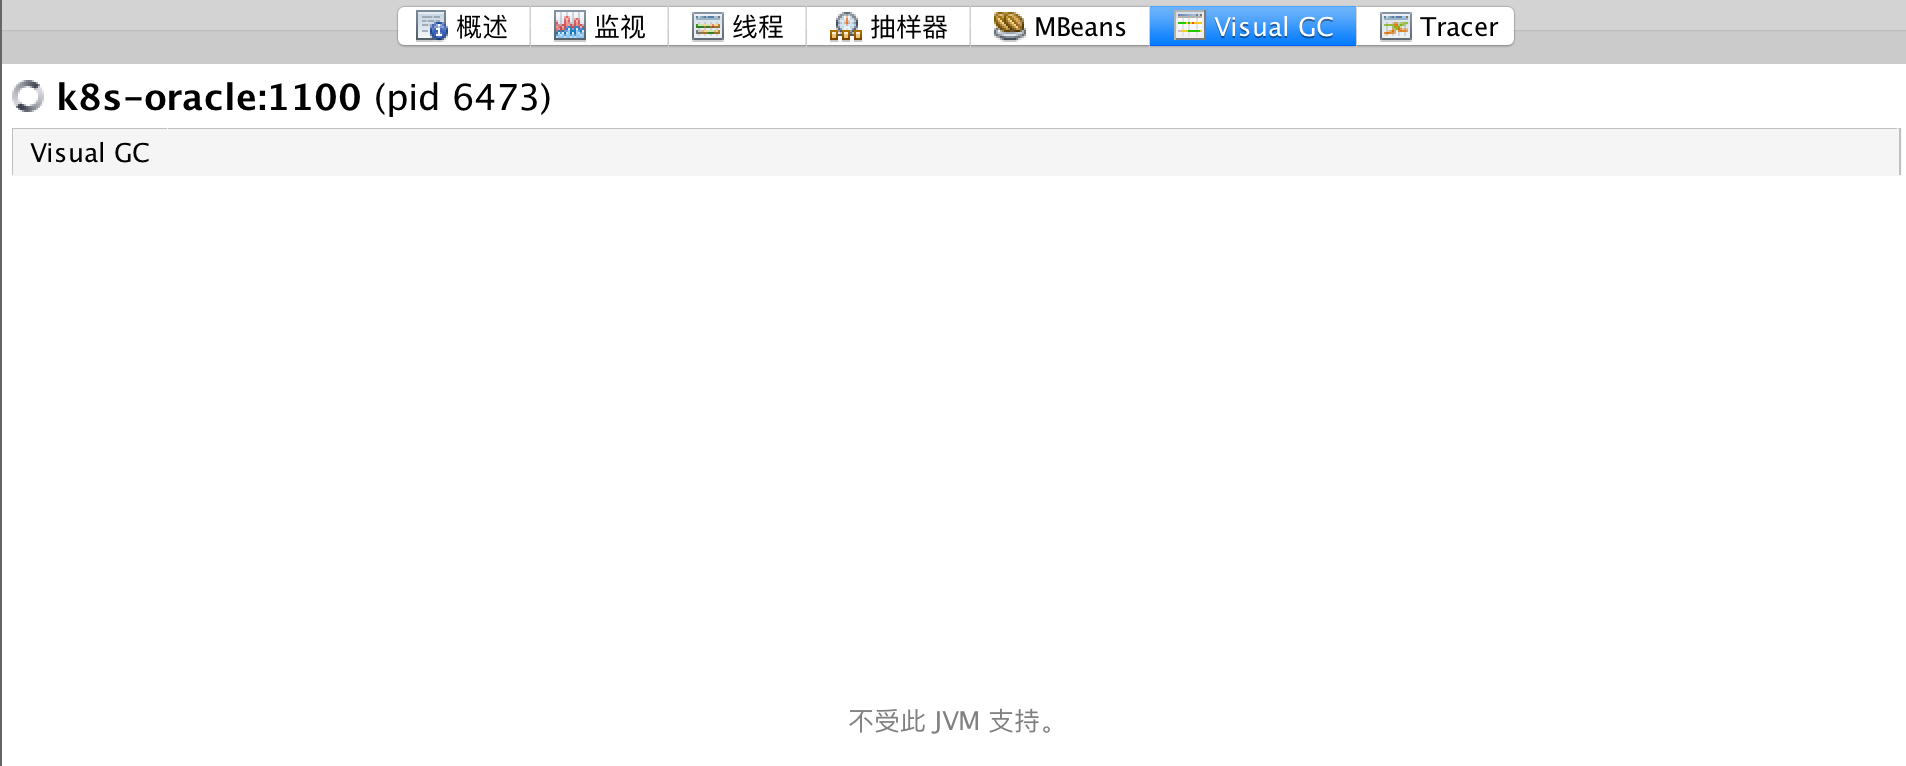 概述 监视 线程 抽样器 MBeans Visual GC Tracer
k8s-oracle:1100 (pid 6473)
Visual GC
不受此 JVM 支持。